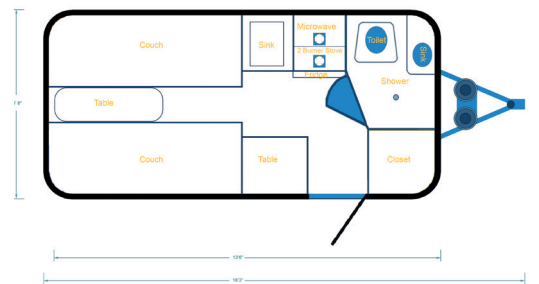 Microwave
Couch
Sink
2 Burner Stove
Toilet
Sink
Fridge
Shower
Table
Couch
Table
Closet